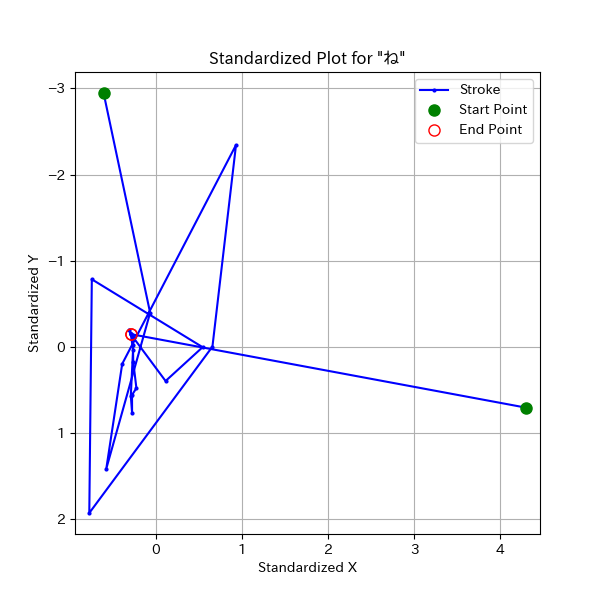 Standardized Plot for "ね"
Stroke
Start Point
End Point
Standardized Y
−3
−2
−1
0
1
2
0 1 2 3 4
Standardized X